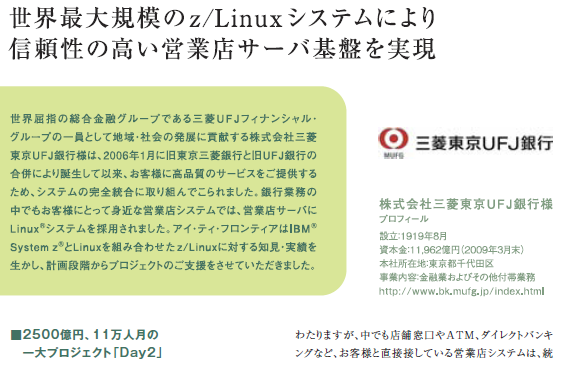 世界最大規模のz/Linuxシステムにより
信頼性の高い営業店サーバ基盤を実現
世界屈指の総合金融グループである三菱UFJフィナンシャル・
グループの一員として地域・社会の発展に貢献する株式会社三菱
東京UFJ銀行様は、2006年1月に旧東京三菱銀行と旧UFJ銀行の
合併により誕生して以来、お客様に高品質のサービスをご提供する
ため、システムの完全統合に取り組んでこられました。銀行業務の
中でもお客様にとって身近な営業店システムでは、営業店サーバに
Linux®システムを採用されました。アイ・ティ・フロンティアはIBM®
System z®とLinuxを組み合わせたz/Linuxに対する知見・実績を
生かし、計画段階からプロジェクトのご支援をさせていただきました。
MUFG
三菱東京UFJ銀行
株式会社三菱東京UFJ銀行様
プロフィール
設立:1919年8月
資本金:11,962億円(2009年3月末)
本社所在地:東京都千代田区
事業内容:金融業およびその他付帯業務
http://www.bk.mufg.jp/index.html
■2500億円、11万人月の
一大プロジェクト「Day2」
わたりますが、中でも店舗窓口やATM、ダイレクトバンキ
ングなど、お客様と直接接している営業店システムは、統